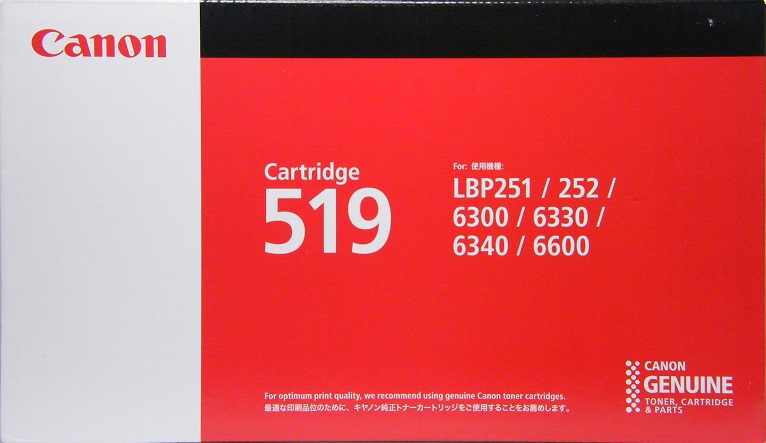 Canon
Cartridge
519
For: 使用機種:
LBP251 / 252 /
6300 / 6330 /
6340 / 6600
For optimum print quality, we recommend using genuine Canon toner cartridges.
最適な印刷品位のために、キヤノン純正トナーカートリッジをご使用することをお薦めします。
CANON
GENUINE
TONER, CARTRIDGE
& PARTS